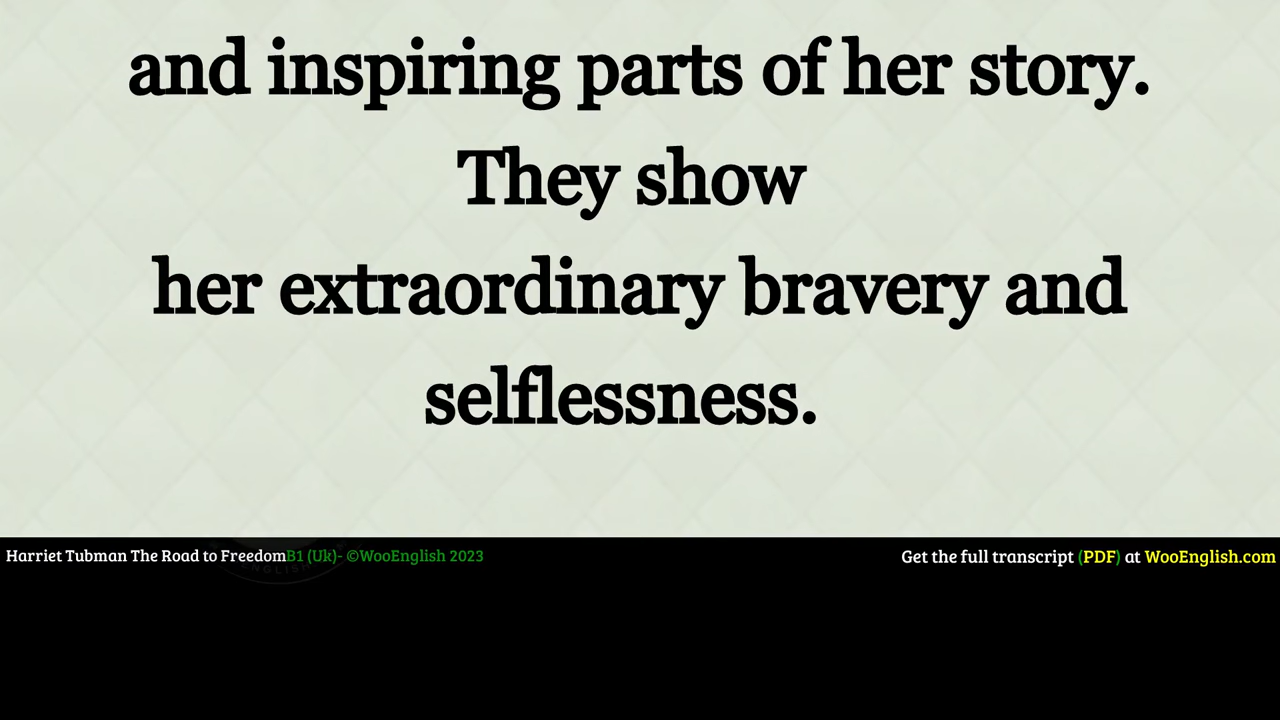 and inspiring parts of her story.
They show
her extraordinary bravery and
selflessness.
Harriet Tubman The Road to FreedomB1 (Uk)- ©WooEnglish 2023
Get the full transcript (PDF) at WooEnglish.com
ENGLISH